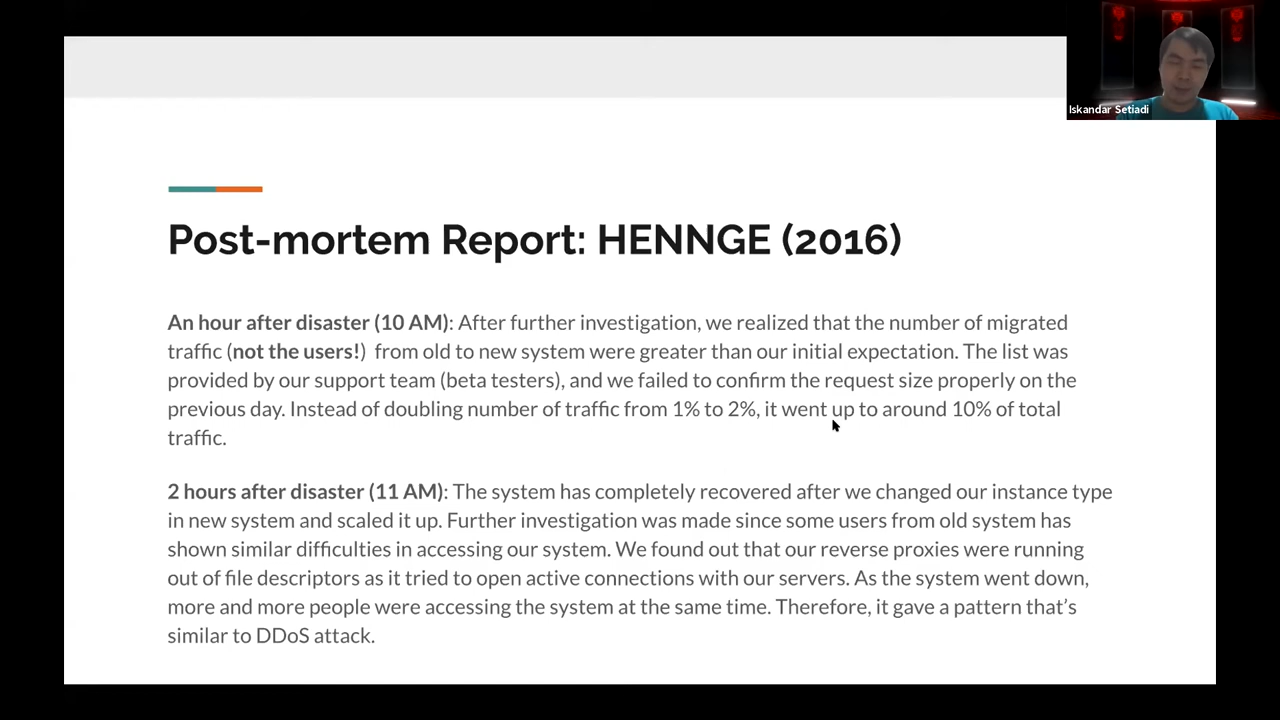 Iskandar Setiadi
Post-mortem Report: HENNGE (2016)
An hour after disaster (10 AM): After further investigation, we realized that the number of migrated
traffic (not the users!) from old to new system were greater than our initial expectation. The list was
provided by our support team (beta testers), and we failed to confirm the request size properly on the
previous day. Instead of doubling number of traffic from 1% to 2%, it went up to around 10% of total
traffic.
2 hours after disaster (11 AM): The system has completely recovered after we changed our instance type
in new system and scaled it up. Further investigation was made since some users from old system has
shown similar difficulties in accessing our system. We found out that our reverse proxies were running
out of file descriptors as it tried to open active connections with our servers. As the system went down,
more and more people were accessing the system at the same time. Therefore, it gave a pattern that’s
similar to DDoS attack.